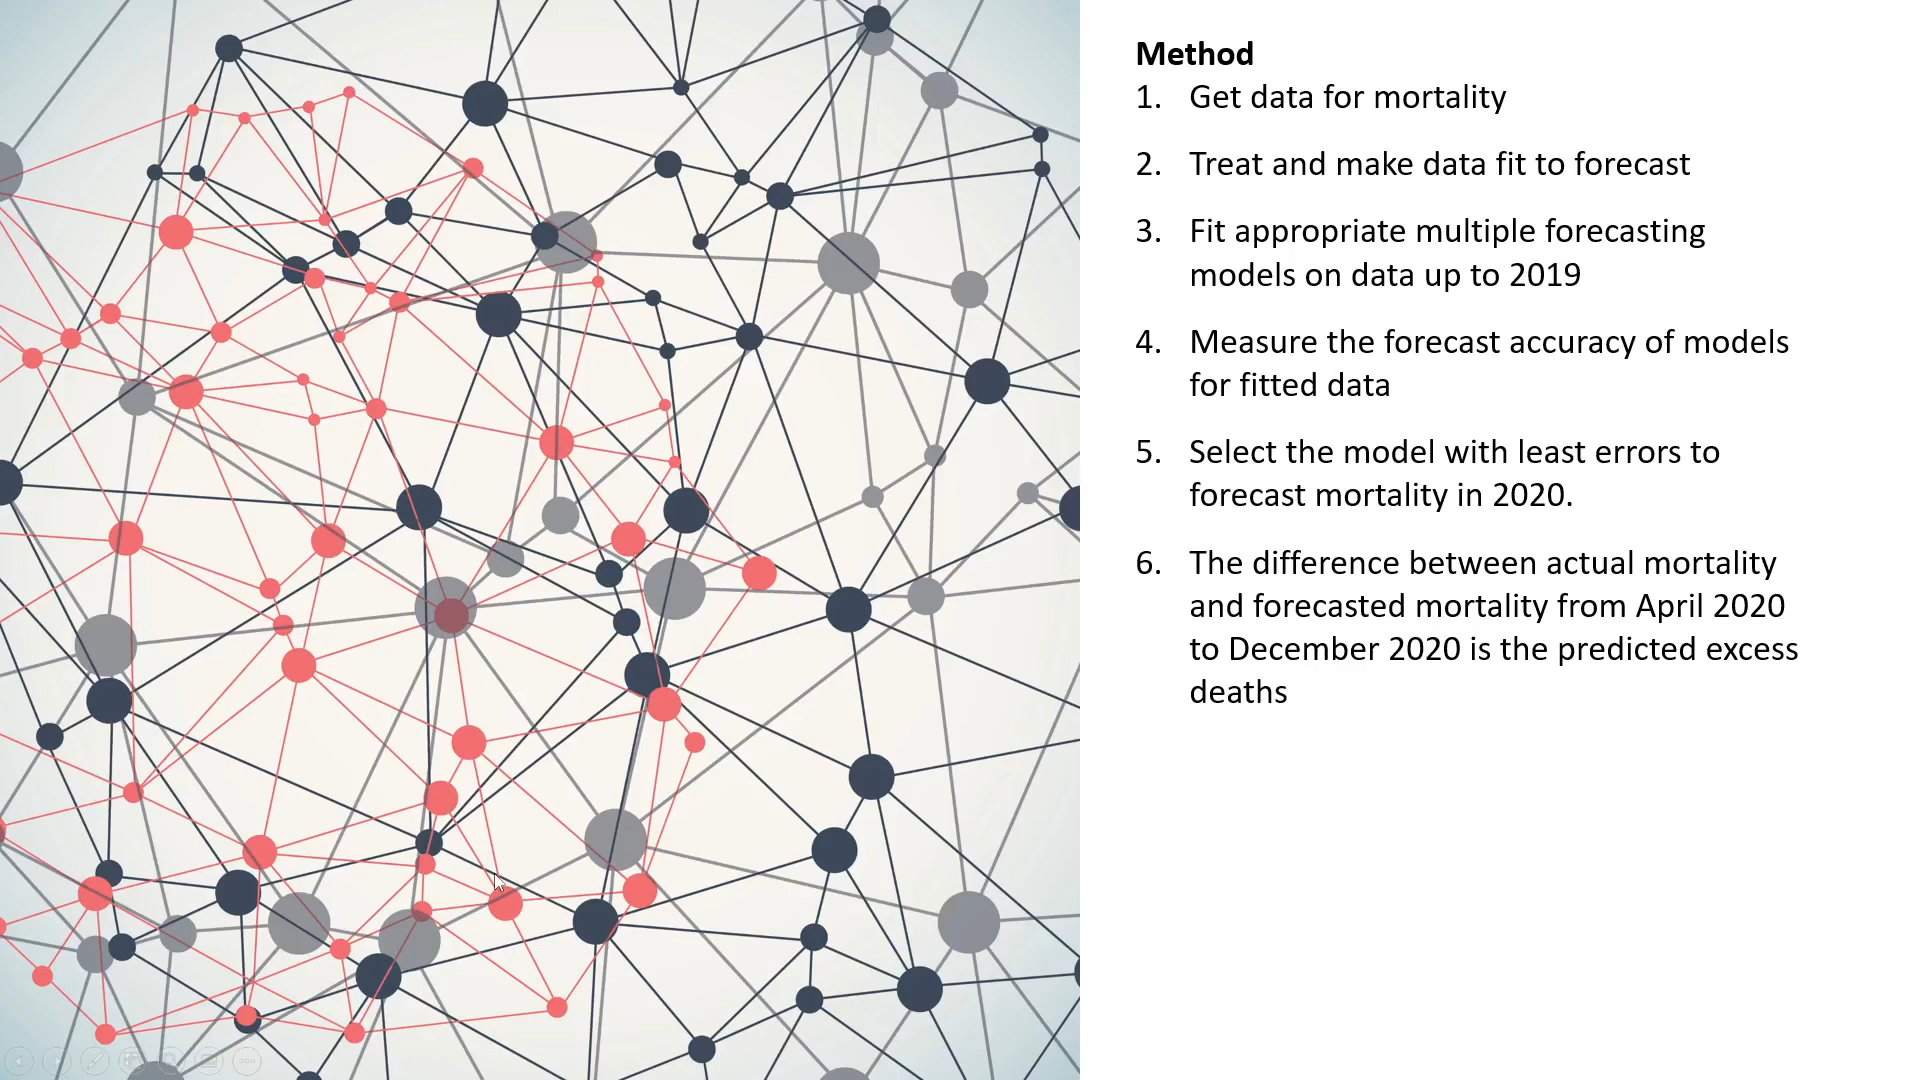 Method
1. Get data for mortality
2. Treat and make data fit to forecast
3. Fit appropriate multiple forecasting
models on data up to 2019
4. Measure the forecast accuracy of models
for fitted data
5. Select the model with least errors to
forecast mortality in 2020.
6. The difference between actual mortality
and forecasted mortality from April 2020
to December 2020 is the predicted excess
deaths